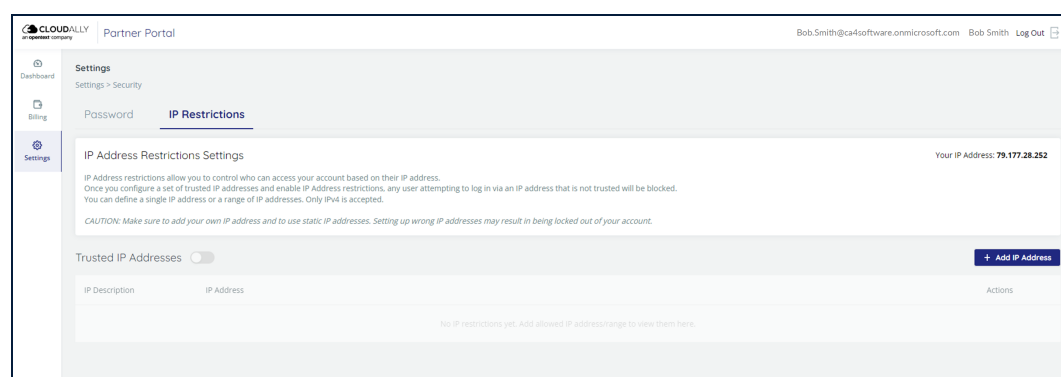 CLOUDALLY
an opentext company
Partner Portal
Bob.Smith@ca4software.onmicrosoft.com Bob Smith Log Out
Dashboard
Billing
Settings
Settings
Settings > Security
Password IP Restrictions
IP Address Restrictions Settings
Your IP Address: 79.177.28.252
IP Address restrictions allow you to control who can access your account based on their IP address.
Once you configure a set of trusted IP addresses and enable IP Address restrictions, any user attempting to log in via an IP address that is not trusted will be blocked.
You can define a single IP address or a range of IP addresses. Only IPv4 is accepted.
CAUTION: Make sure to add your own IP address and to use static IP addresses. Setting up wrong IP addresses may result in being locked out of your account.
Trusted IP Addresses
+ Add IP Address
IP Description IP Address Actions
No IP restrictions yet. Add allowed IP address/range to view them here.